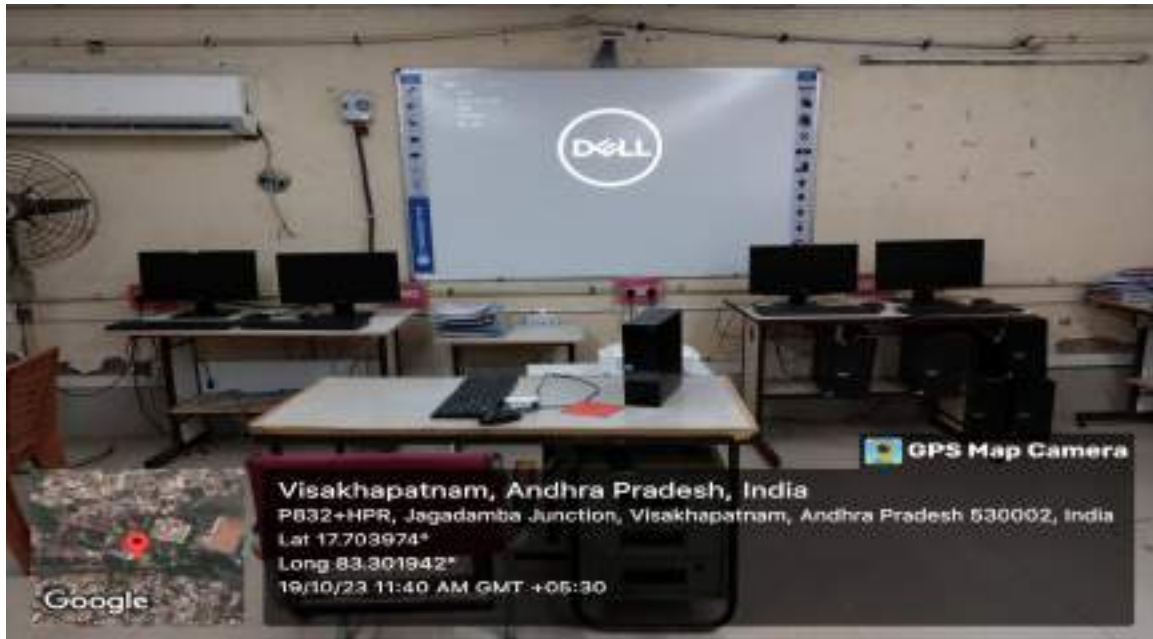 DELL
GPS Map Camera
Visakhapatnam, Andhra Pradesh, India
P832+HPR, Jagadamba Junction, Visakhapatnam, Andhra Pradesh 530002, India
Lat 17.703974°
Long 83.301942°
19/10/23 11:40 AM GMT +05:30
Google